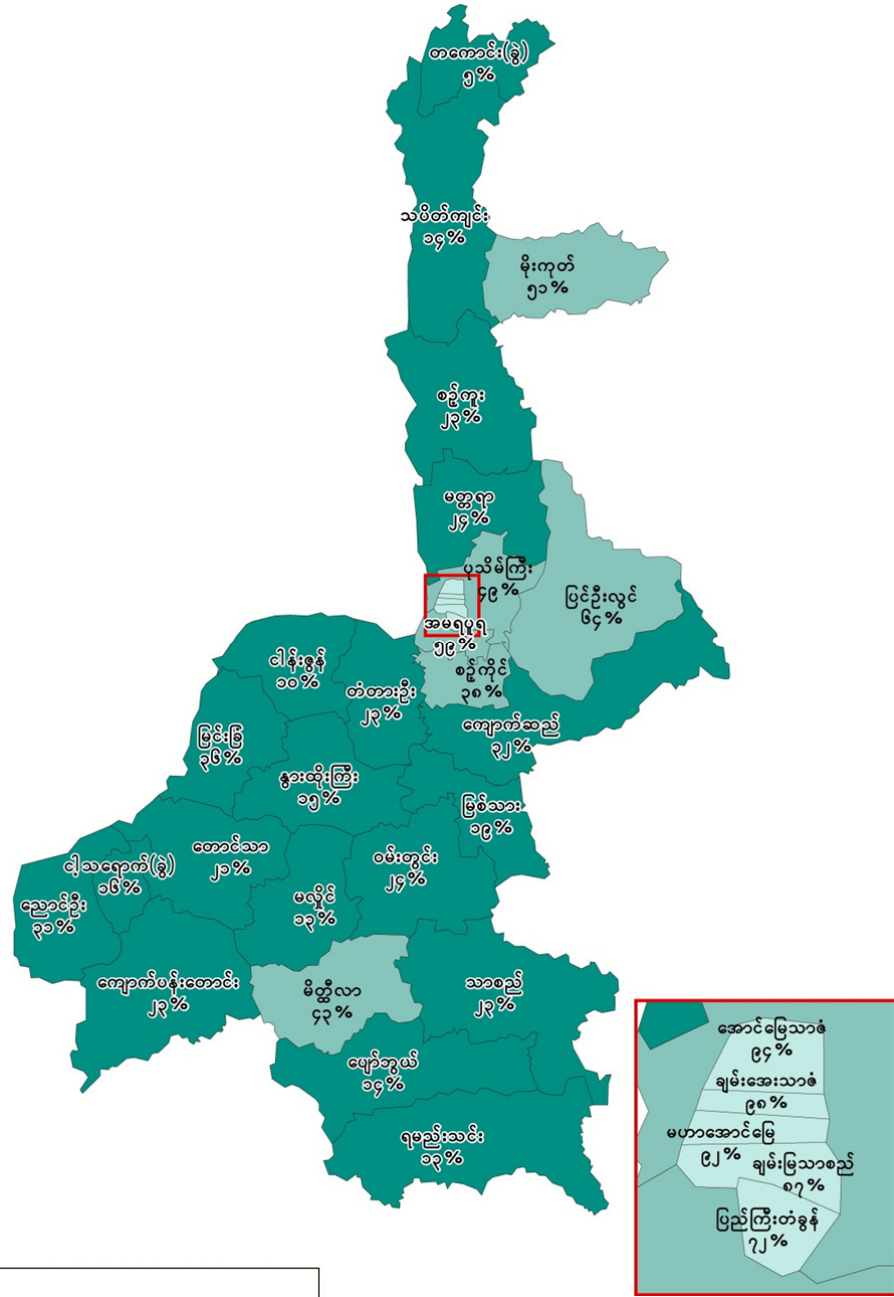 တကောင်း(ခွဲ)
၅%
သပိတ်ကျင်း
၁၄%
မိုးကုတ်
၅၁%
စဉ့်ကူး
၂၃%
မတ္တရာ
၂၄%
ပုသိမ်ကြီး
၄၉%
ပြင်ဦးလွင်
၆၄%
အမရပူရ
၅၉%
စဉ့်ကိုင်
၃၈%
ငါန်းဇွန်
၁၀%
တံတားဦး
၂၃%
ကျောက်ဆည်
၃၂%
မြင်းခြံ
၃၆%
နွားထိုးကြီး
၁၅%
မြစ်သား
၁၉%
တောင်သာ
၂၁%
ဝမ်းတွင်း
၂၄%
ငါ့သရောက်(ခွဲ)
၁၆%
မလှိုင်
၁၃%
ညောင်ဦး
၃၁%
ကျောက်ပန်းတောင်း
၂၃%
မိတ္ထီလာ
၄၃%
သာစည်
၂၃%
ပျော်ဘွယ်
၁၄%
ရမည်းသင်း
၁၃%
အောင်မြေသာဇံ
၉၄%
ချမ်းအေးသာဇံ
၉၈%
မဟာအောင်မြေ
၉၂%
ချမ်းမြသာစည်
၈၇%
ပြည်ကြီးတံခွန်
၇၂%